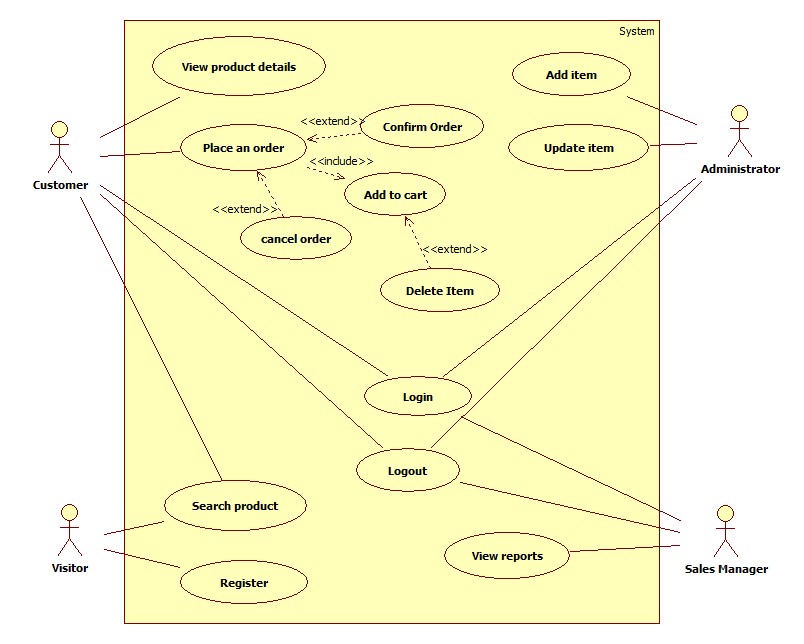 System
View product details
Add item
<<extend>>
Confirm Order
Place an order
Update item
<<include>>
Administrator
Customer
Add to cart
<<extend>>
cancel order
<<extend>>
Delete Item
Login
Logout
Search product
View reports
Visitor
Sales Manager
Register